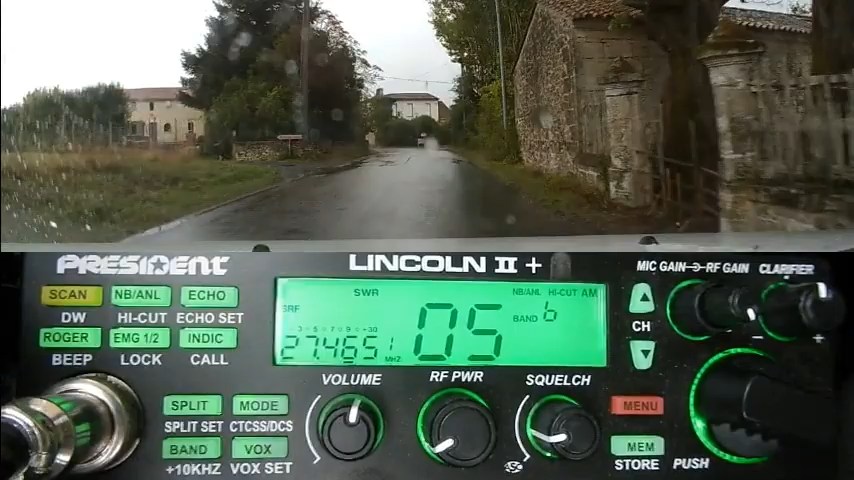 PRESIDENT LINCOLN II + MIC GAIN RF GAIN CLARIFIER
SCAN NB/ANL ECHO
DW HI-CUT ECHO SET
ROGER EMG 1/2 INDIC
BEEP LOCK CALL
SWR NB/ANL HI-CUT AM
SRF
BAND b
05
27.465 MHZ
CH
VOLUME RF PWR SQUELCH
SPLIT MODE
SPLIT SET CTCSS/DCS
BAND VOX
+10KHZ VOX SET
MENU
MEM
STORE PUSH
SC